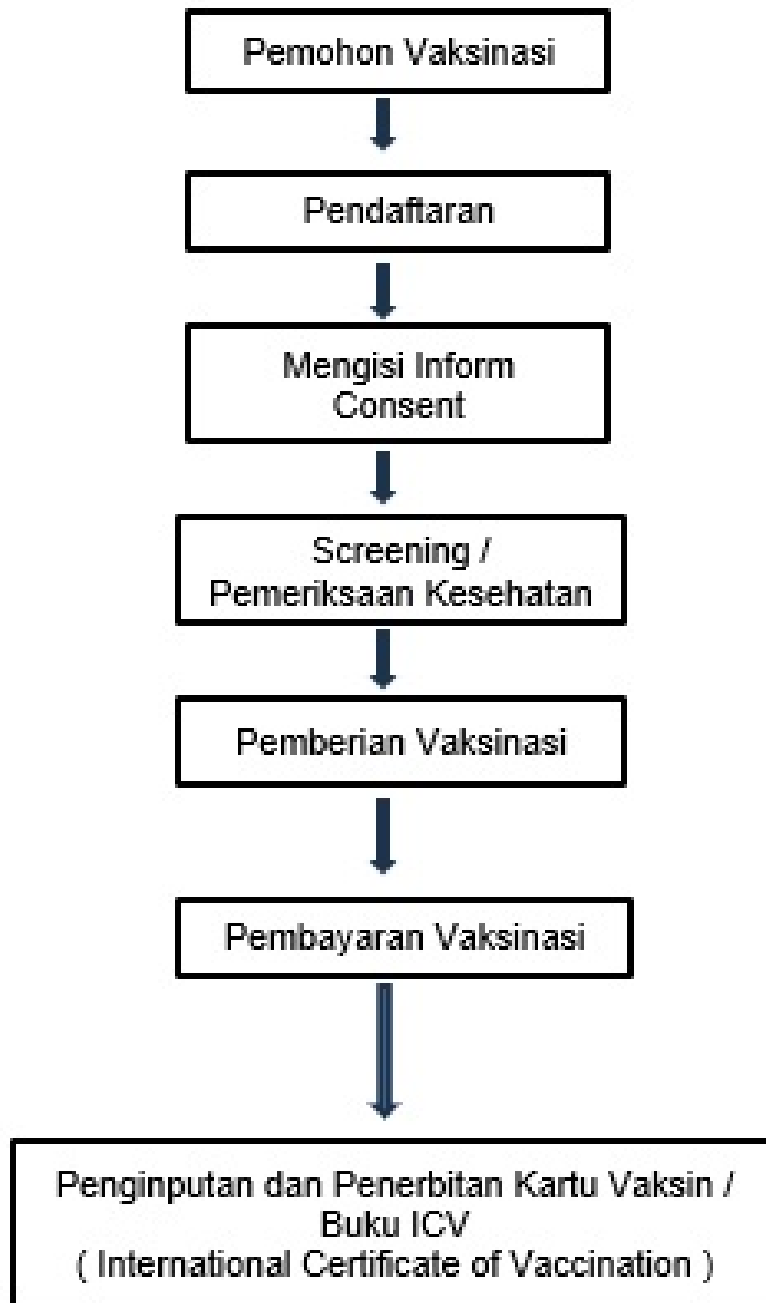 Pemohon Vaksinasi
Pendaftaran
Mengisi Inform
Consent
Screening /
Pemeriksaan Kesehatan
Pemberian Vaksinasi
Pembayaran Vaksinasi
Penginputan dan Penerbitan Kartu Vaksin /
Buku ICV
( International Certificate of Vaccination )